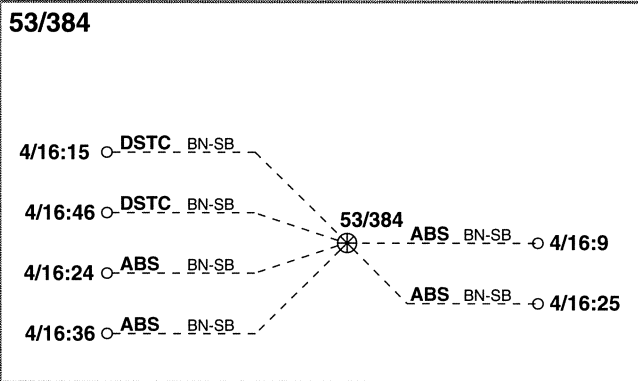 53/384
4/16:15 DSTC BN-SB
4/16:46 DSTC BN-SB
53/384
ABS BN-SB 4/16:9
4/16:24 ABS BN-SB
ABS BN-SB 4/16:25
4/16:36 ABS BN-SB